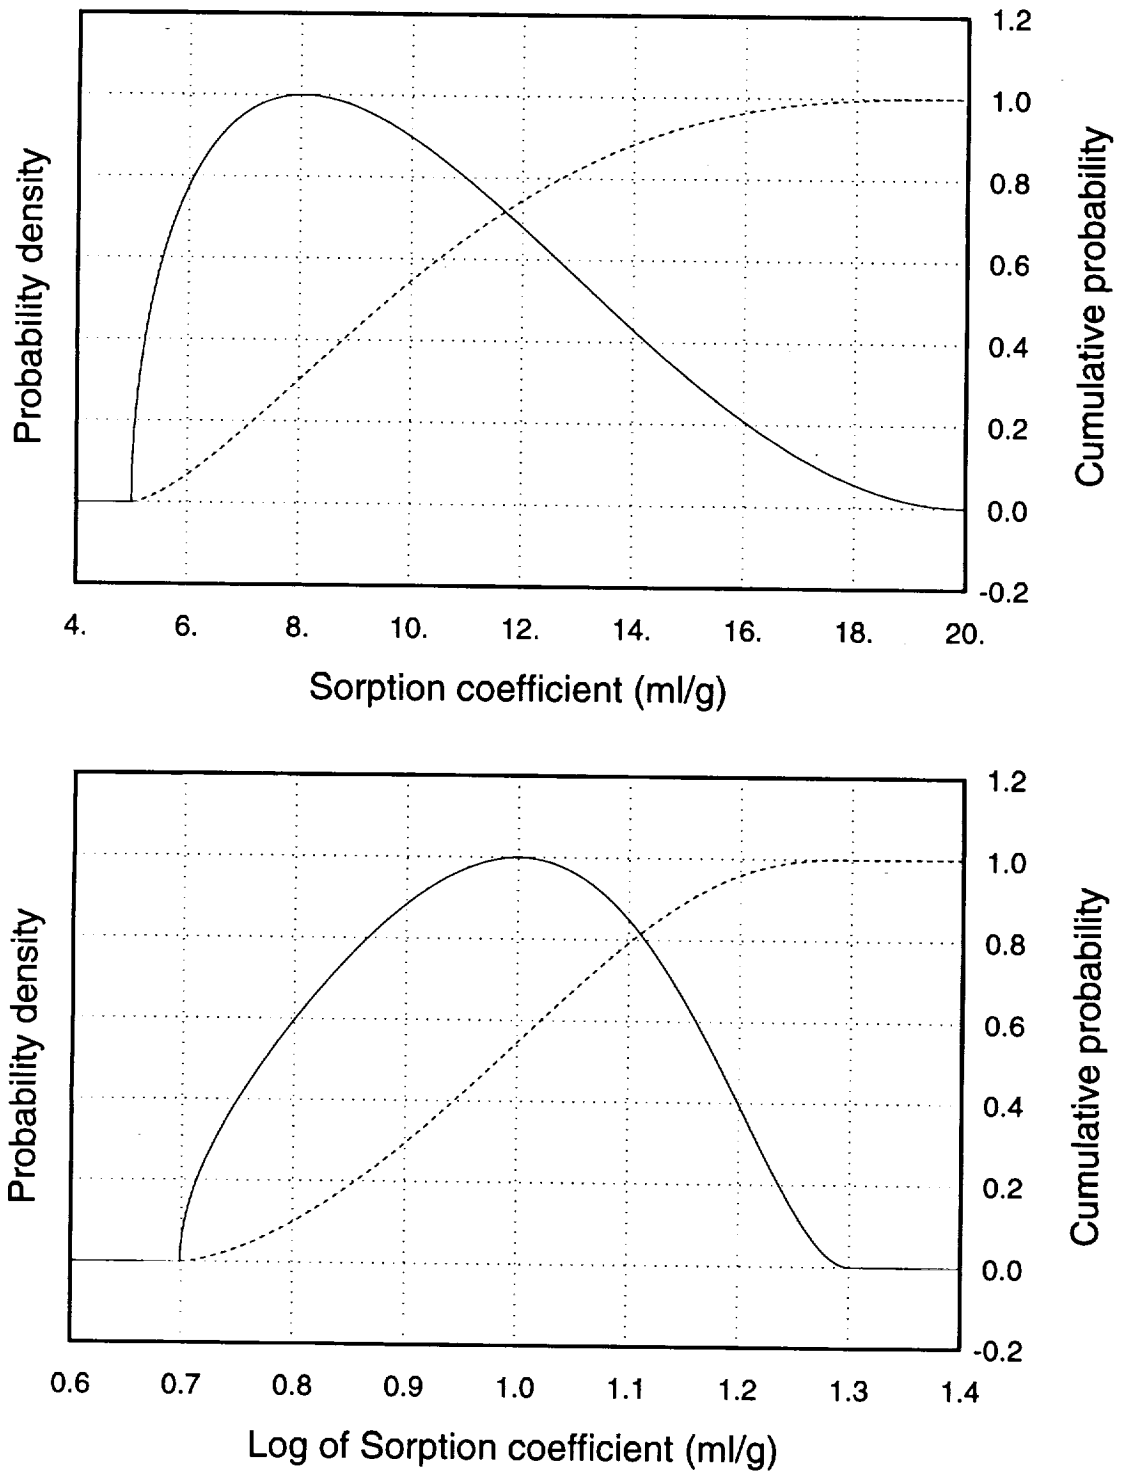 1.2
1.0
0.8
0.6
0.4
0.2
0.0
-0.2
Probability density
Cumulative probability
4. 6. 8. 10. 12. 14. 16. 18. 20.
Sorption coefficient (ml/g)
1.2
1.0
0.8
0.6
0.4
0.2
0.0
-0.2
Probability density
Cumulative probability
0.6 0.7 0.8 0.9 1.0 1.1 1.2 1.3 1.4
Log of Sorption coefficient (ml/g)